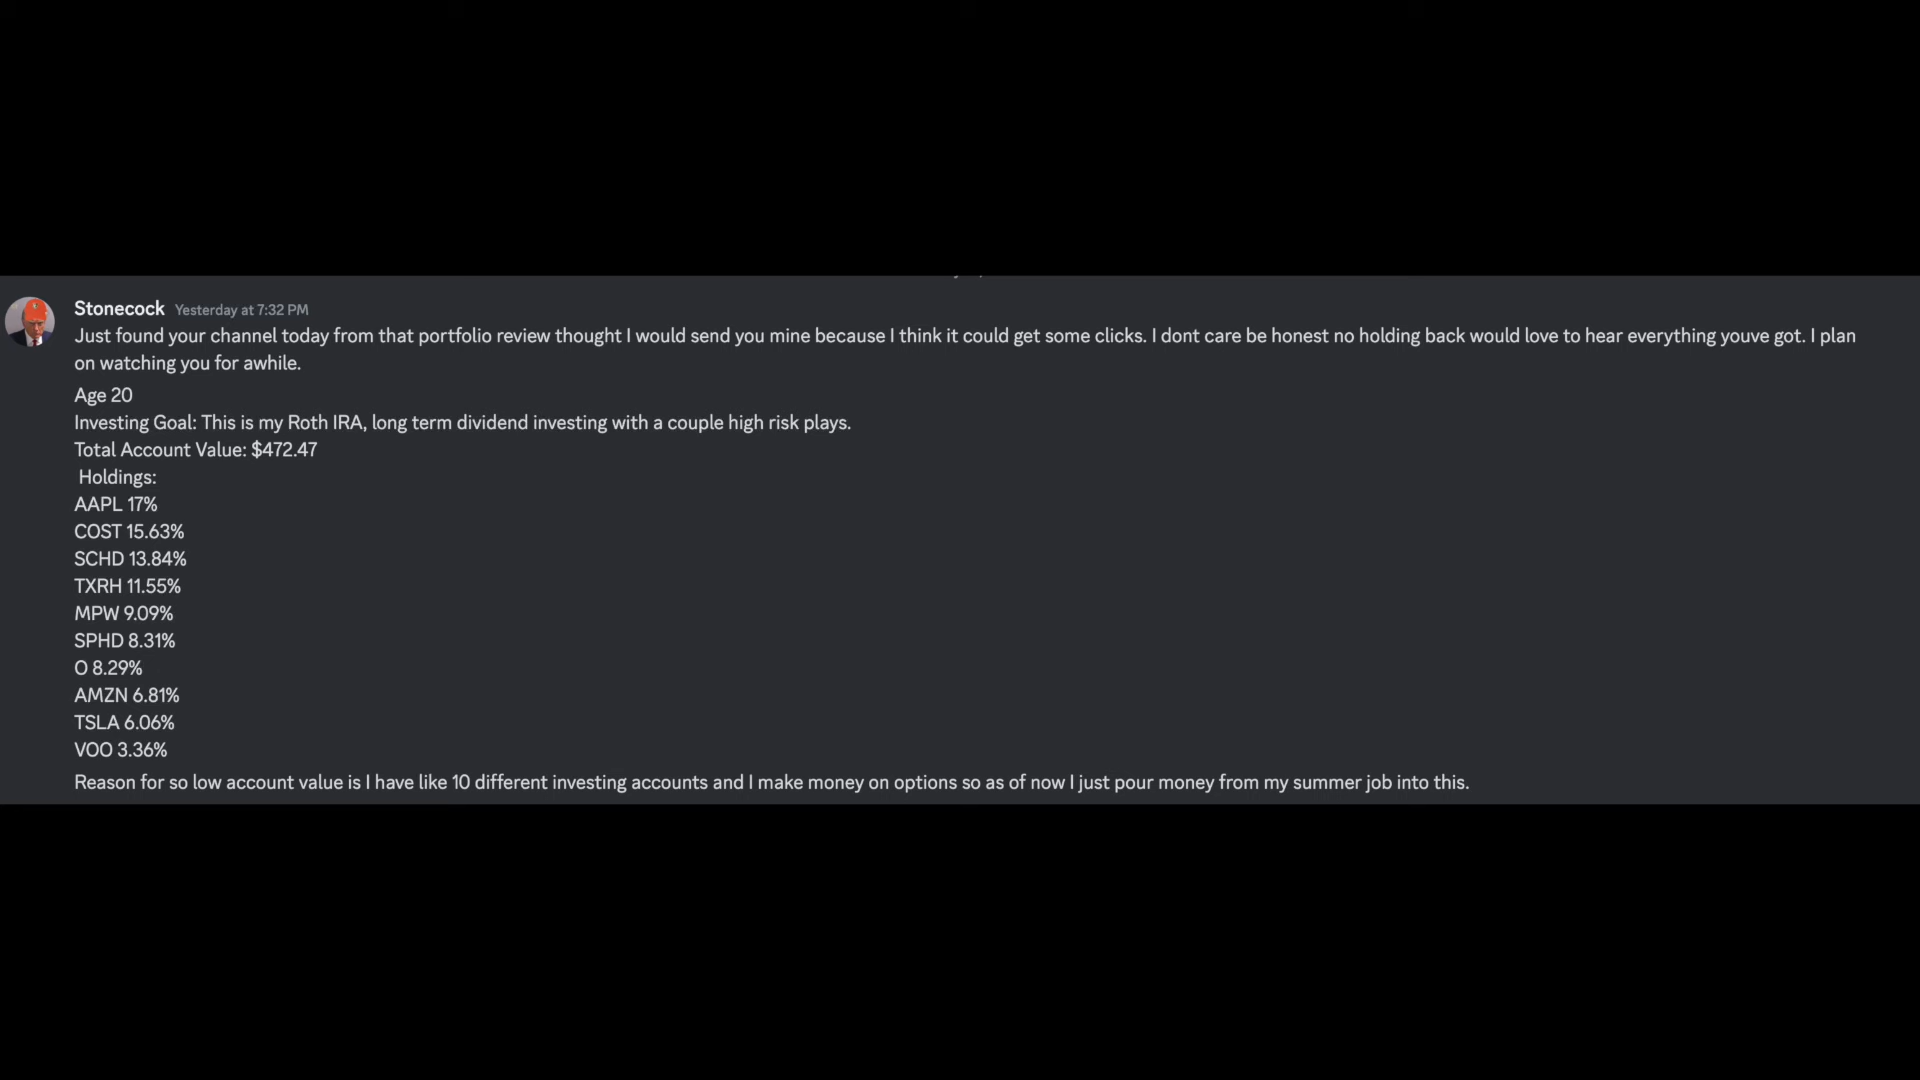 Stonecock Yesterday at 7:32 PM
Just found your channel today from that portfolio review thought I would send you mine because I think it could get some clicks. I dont care be honest no holding back would love to hear everything youve got. I plan
on watching you for awhile.
Age 20
Investing Goal: This is my Roth IRA, long term dividend investing with a couple high risk plays.
Total Account Value: $472.47
Holdings:
AAPL 17%
COST 15.63%
SCHD 13.84%
TXRH 11.55%
MPW 9.09%
SPHD 8.31%
O 8.29%
AMZN 6.81%
TSLA 6.06%
VOO 3.36%
Reason for so low account value is I have like 10 different investing accounts and I make money on options so as of now I just pour money from my summer job into this.